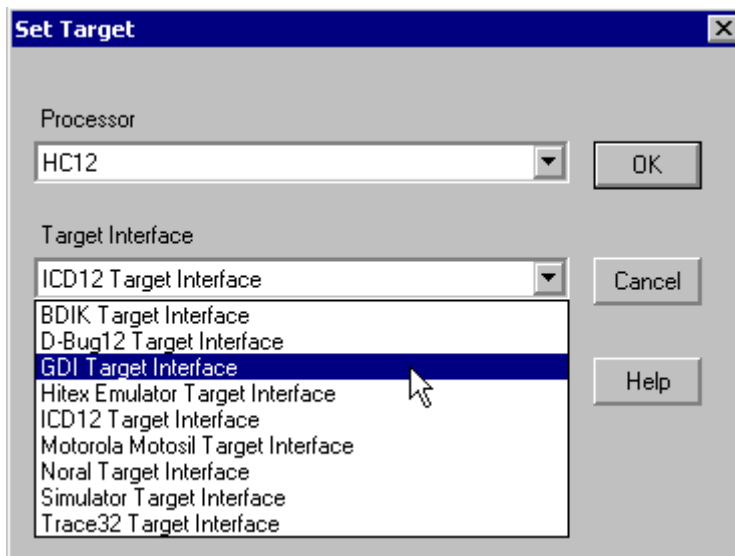 Set Target
Processor
HC12
OK
Target Interface
ICD12 Target Interface
Cancel
BDIK Target Interface
D-Bug12 Target Interface
GDI Target Interface
Help
Hitex Emulator Target Interface
ICD12 Target Interface
Motorola Motosil Target Interface
Noral Target Interface
Simulator Target Interface
Trace32 Target Interface